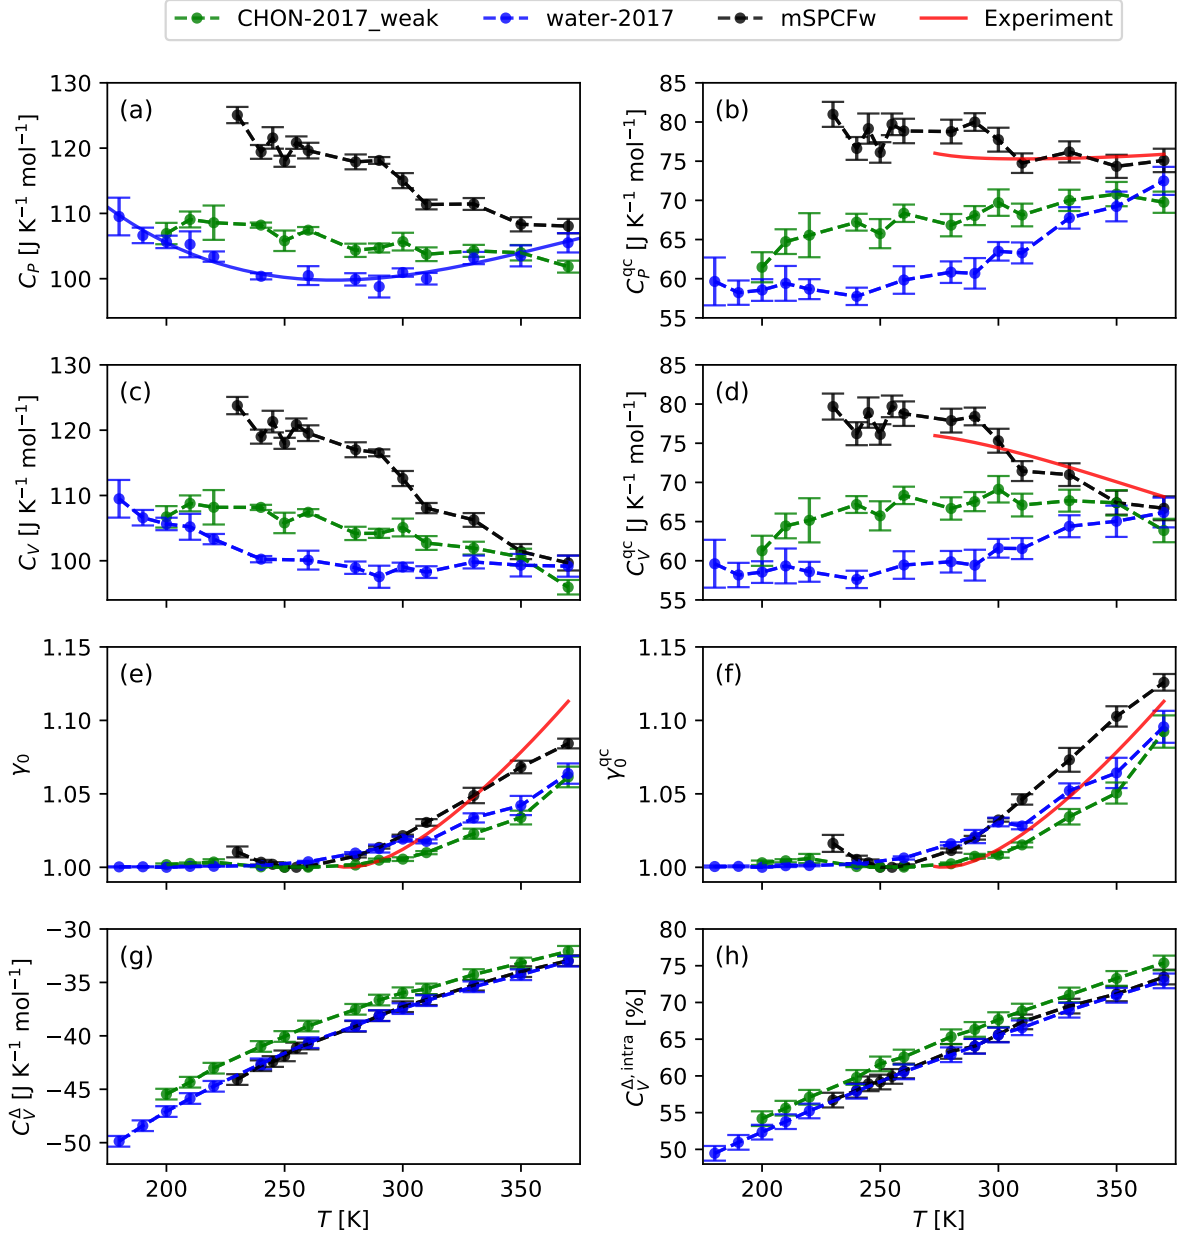 CHON-2017_weak water-2017 mSPCFw Experiment
(a)
C_P [J K⁻¹ mol⁻¹]
130
120
110
100
(b)
C_P^qc [J K⁻¹ mol⁻¹]
85
80
75
70
65
60
55
(c)
C_V [J K⁻¹ mol⁻¹]
130
120
110
100
(d)
C_V^qc [J K⁻¹ mol⁻¹]
85
80
75
70
65
60
55
(e)
γ₀
1.15
1.10
1.05
1.00
(f)
γ₀^qc
1.15
1.10
1.05
1.00
(g)
C_V^Δ [J K⁻¹ mol⁻¹]
−30
−35
−40
−45
−50
200 250 300 350
T [K]
(h)
C_V^Δ, intra [%]
80
75
70
65
60
55
50
200 250 300 350
T [K]